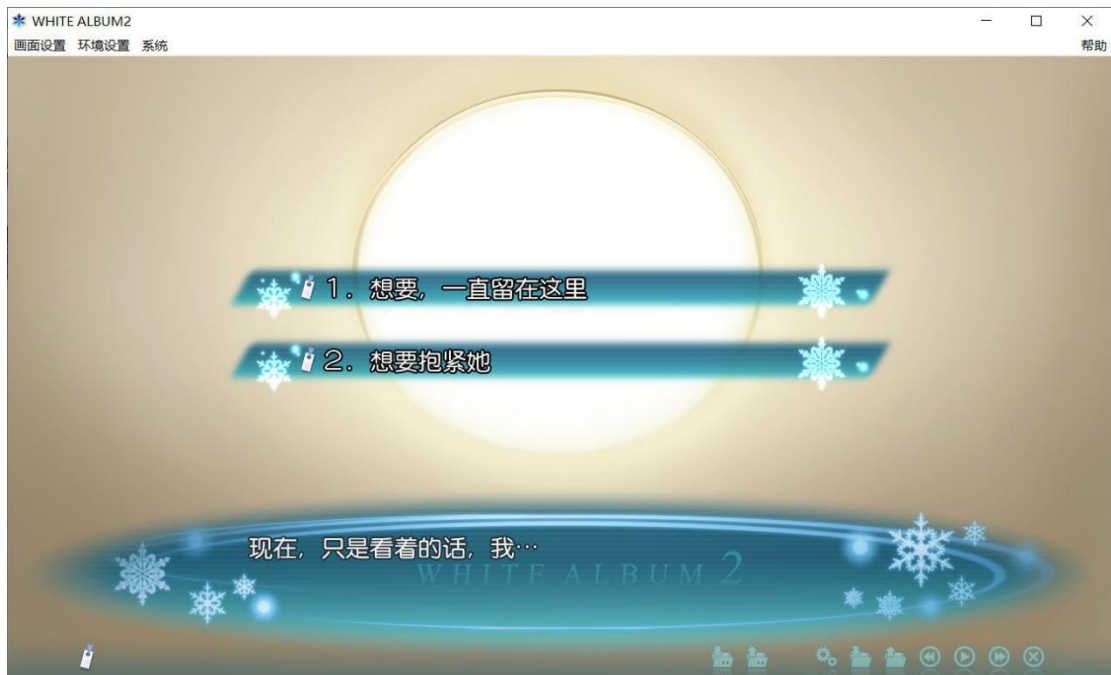 WHITE ALBUM2
画面设置 环境设置 系统 帮助
１．想要，一直留在这里
２．想要抱紧她
现在，只是看着的话，我…
WHITE ALBUM 2